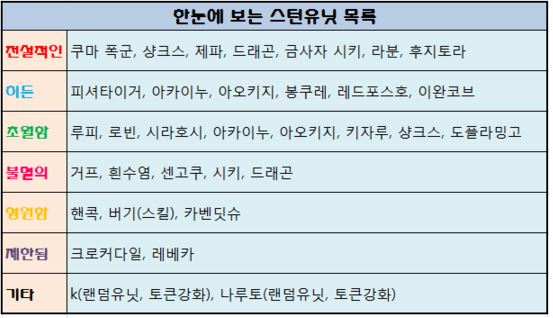 한눈에 보는 스턴유닛 목록
전설적인 쿠마 폭군, 샹크스, 제파, 드래곤, 금사자 시키, 라분, 후지토라
히든 피셔타이거, 아카이누, 아오키지, 봉쿠레, 레드포스호, 이완코브
초월함 루피, 로빈, 시라호시, 아카이누, 아오키지, 키자루, 샹크스, 도플라밍고
불멸의 거프, 흰수염, 센고쿠, 시키, 드래곤
영원함 핸콕, 버기(스킬), 카벤딧슈
제한됨 크로커다일, 레베카
기타 k(랜덤유닛, 토큰강화), 나루토(랜덤유닛, 토큰강화)